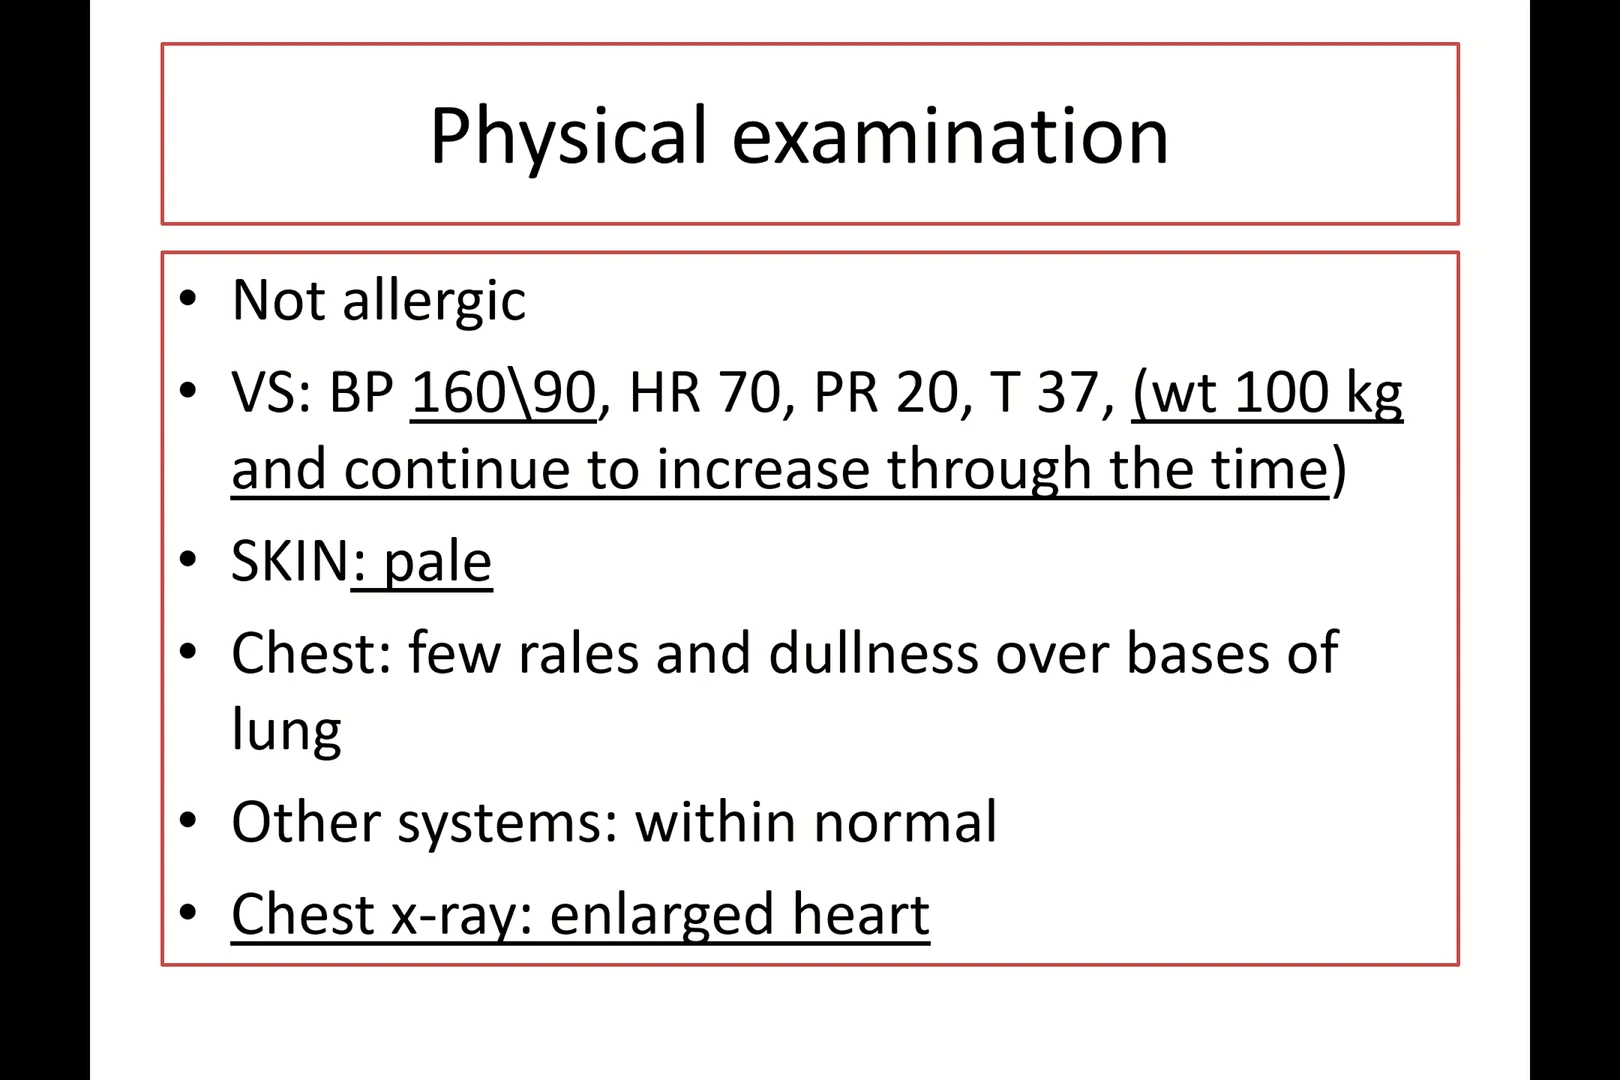 Physical examination
• Not allergic
• VS: BP 160\90, HR 70, PR 20, T 37, (wt 100 kg
and continue to increase through the time)
• SKIN: pale
• Chest: few rales and dullness over bases of
lung
• Other systems: within normal
• Chest x-ray: enlarged heart